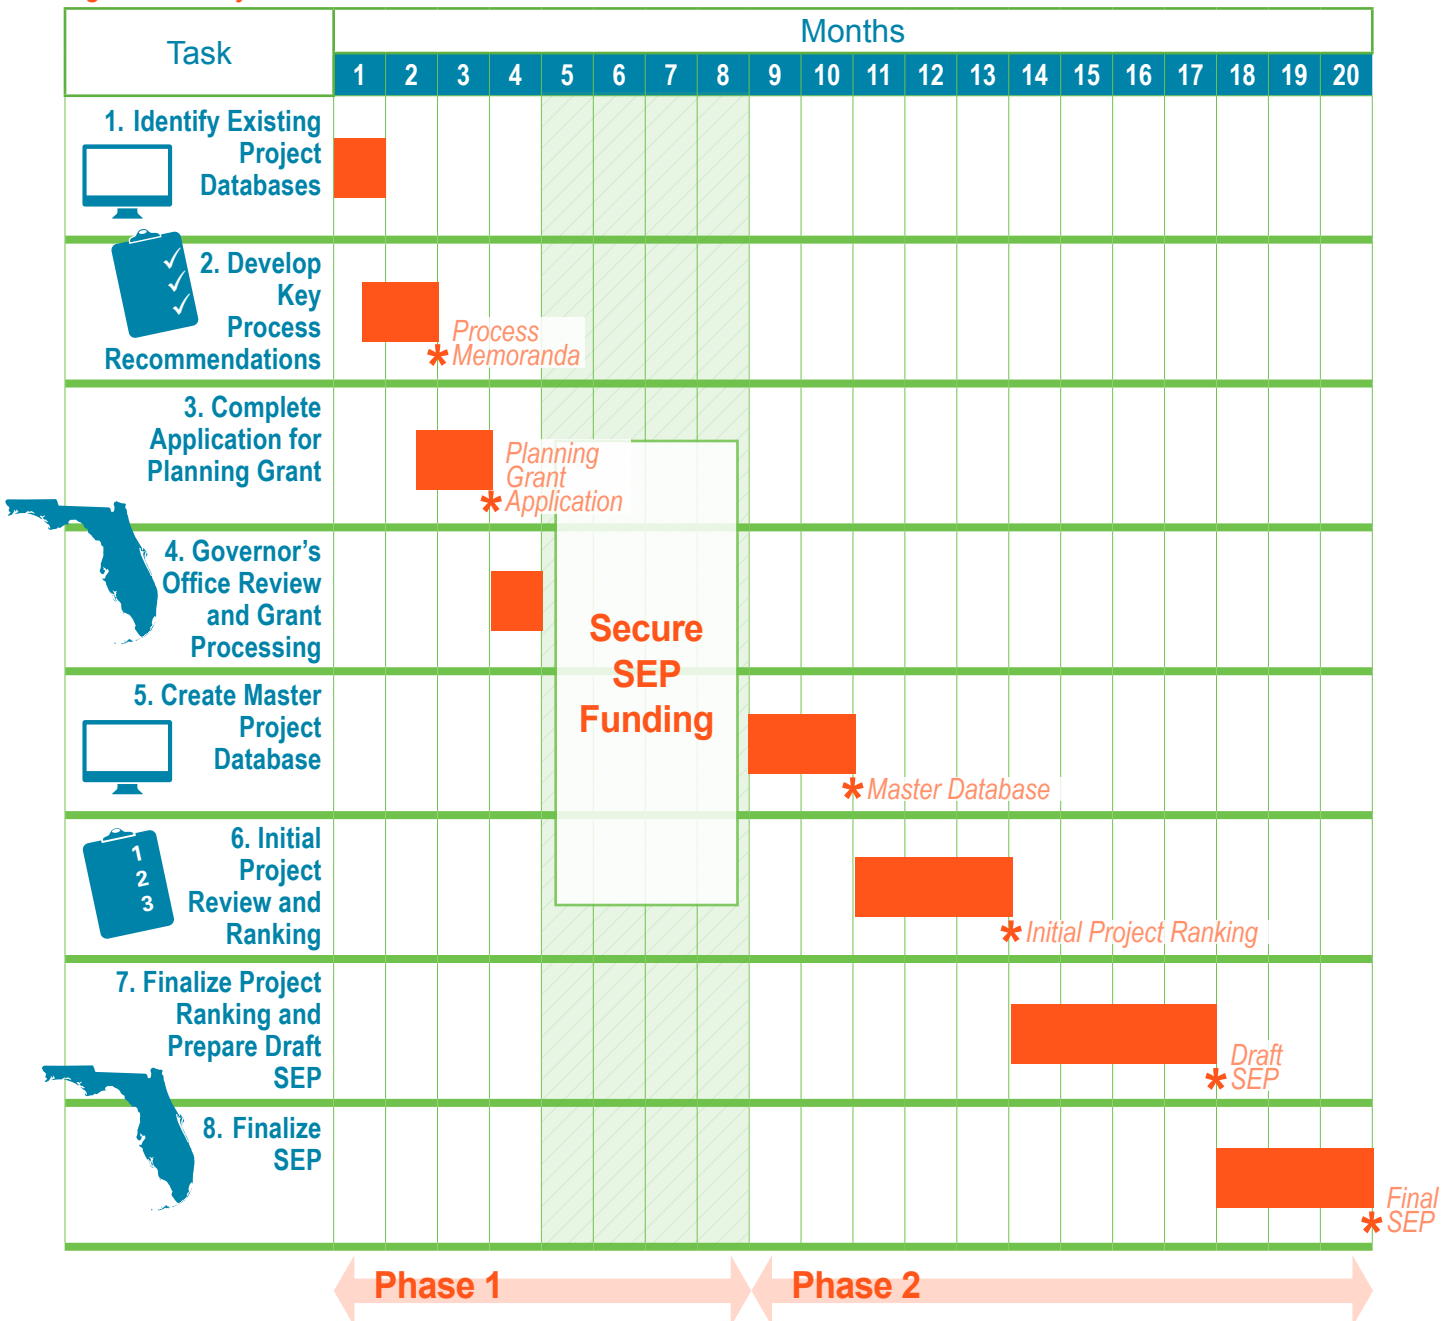 Task
Months
1 2 3 4 5 6 7 8 9 10 11 12 13 14 15 16 17 18 19 20
1. Identify Existing
Project
Databases
2. Develop
Key
Process
Recommendations
Process
Memoranda
3. Complete
Application for
Planning Grant
Planning
Grant
Application
4. Governor’s
Office Review
and Grant
Processing
Secure
SEP
Funding
5. Create Master
Project
Database
Master Database
6. Initial
Project
Review and
Ranking
1
2
3
Initial Project Ranking
7. Finalize Project
Ranking and
Prepare Draft
SEP
Draft
SEP
8. Finalize
SEP
Final
SEP
Phase 1
Phase 2